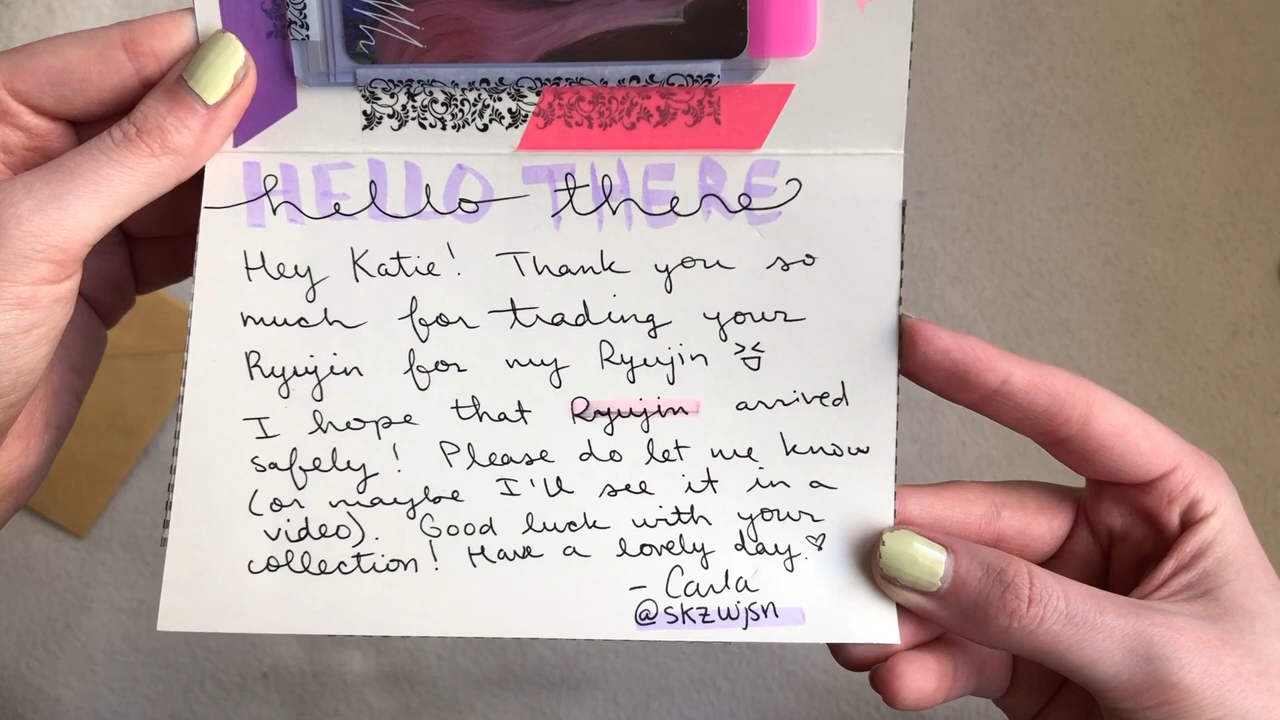 HELLO THERE
hello there
Hey Katie! Thank you so
much for trading your
Ryujin for my Ryujin
I hope that Ryujin arrived
safely! Please do let me know
(or maybe I'll see it in a
video). Good luck with your
collection! Have a lovely day.♡
- Carla
@skzwjsn